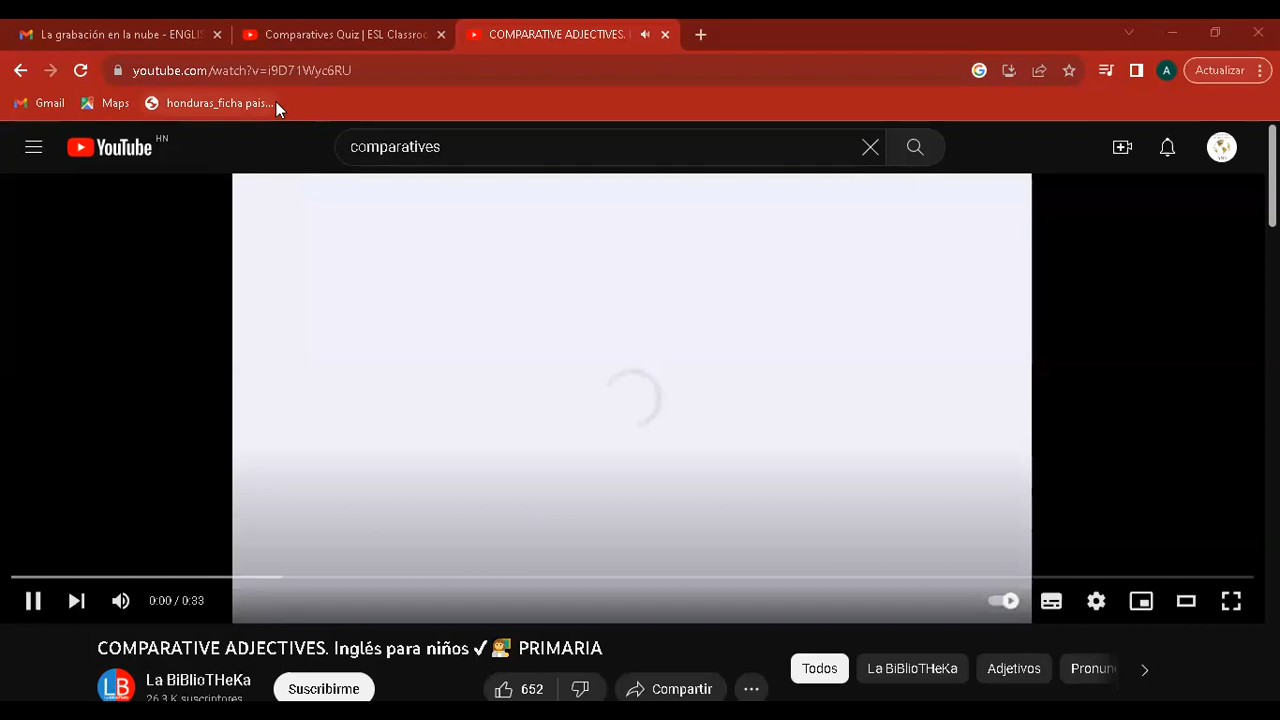 La grabación en la nube - ENGLIS
Comparatives Quiz | ESL Classroo
COMPARATIVE ADJECTIVES.
youtube.com/watch?v=i9D71Wyc6RU
A
Actualizar
Gmail
Maps
honduras_ficha pais...
YouTube HN
comparatives
0:00 / 0:33
COMPARATIVE ADJECTIVES. Inglés para niños ✓ PRIMARIA
LB
La BiBlioTHeKa
26.3 K suscriptores
Suscribirme
652
Compartir
Todos
La BiBlioTHeKa
Adjetivos
Pronun